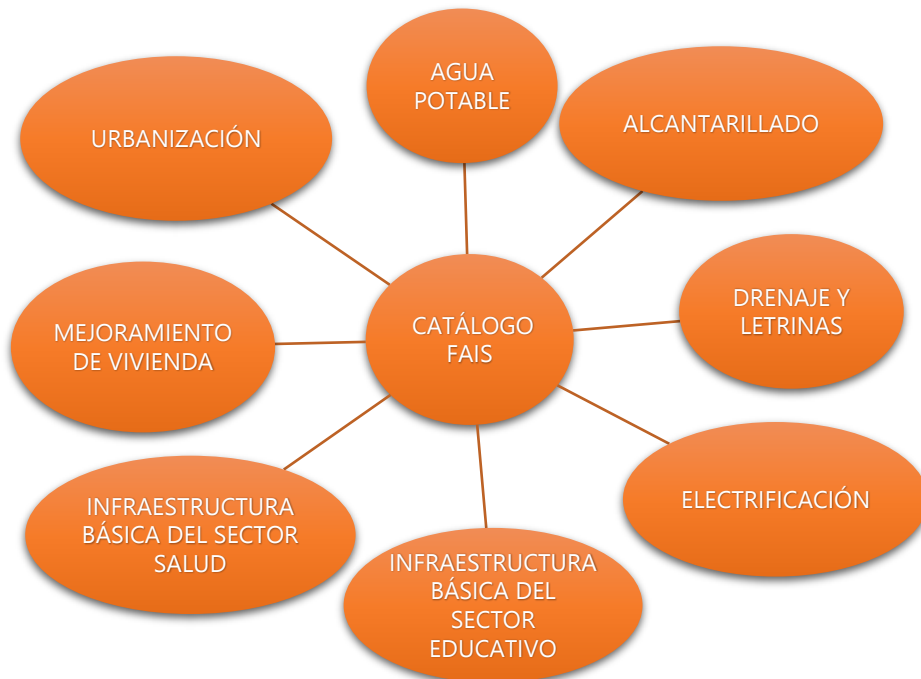 AGUA
POTABLE
ALCANTARILLADO
URBANIZACIÓN
DRENAJE Y
LETRINAS
CATÁLOGO
FAIS
MEJORAMIENTO
DE VIVIENDA
ELECTRIFICACIÓN
INFRAESTRUCTURA
BÁSICA DEL SECTOR
SALUD
INFRAESTRUCTURA
BÁSICA DEL
SECTOR
EDUCATIVO